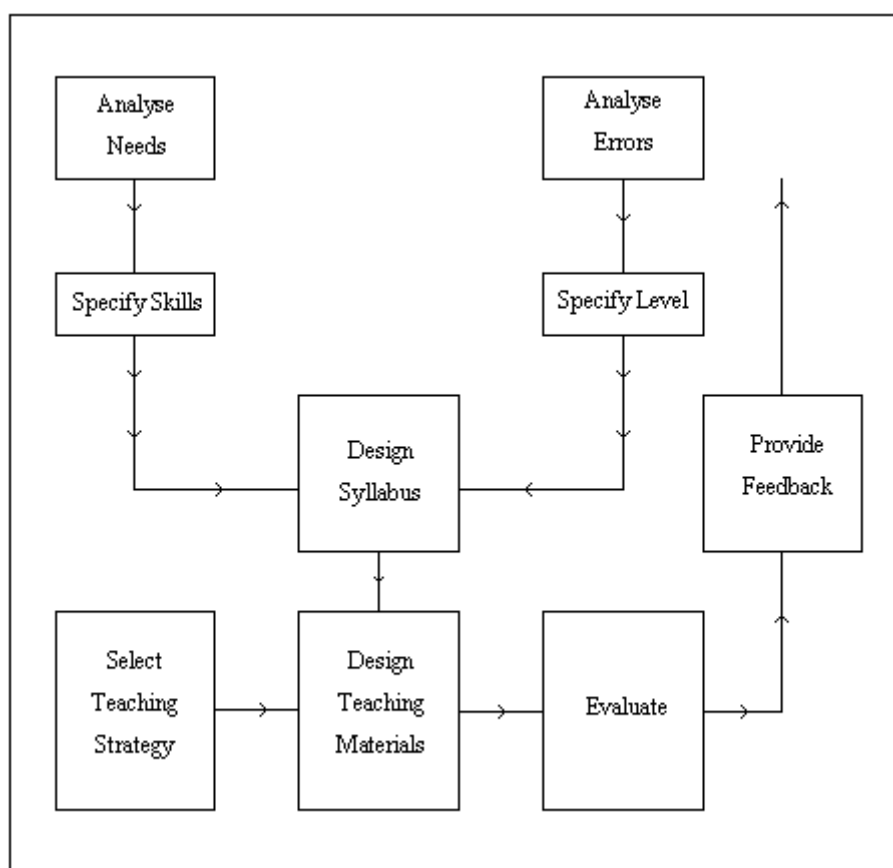 Analyse
Needs
Analyse
Errors
Specify Skills
Specify Level
Design
Syllabus
Provide
Feedback
Select
Teaching
Strategy
Design
Teaching
Materials
Evaluate